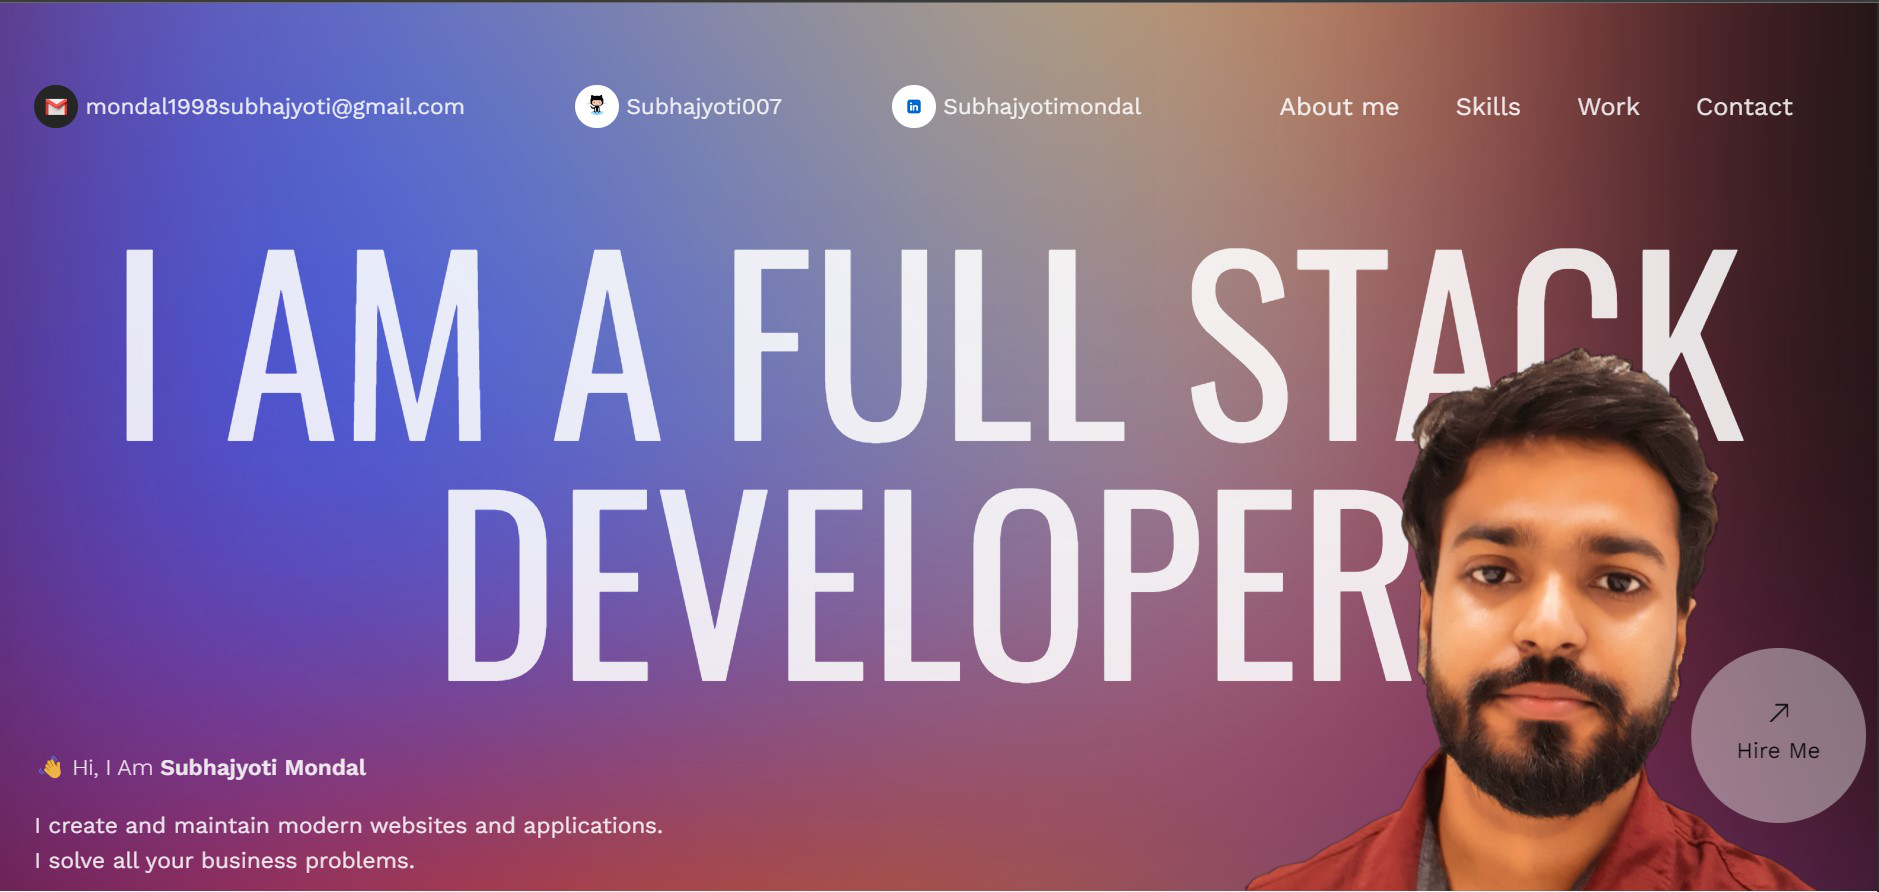 mondal1998subhajyoti@gmail.com Subhajyoti007 Subhajyotimondal About me Skills Work Contact
I AM A FULL STACK
DEVELOPER
Hire Me
👋 Hi, I Am Subhajyoti Mondal
I create and maintain modern websites and applications.
I solve all your business problems.